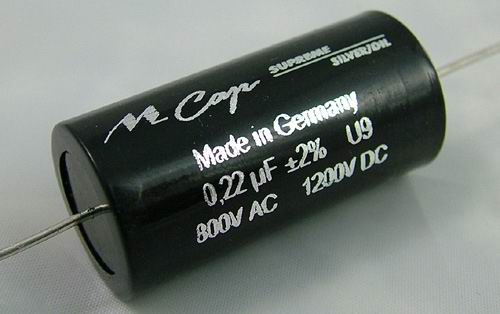 M Cap SUPREME
SILVER/OIL
Made in Germany
0,22 µF ±2% U9
800V AC 1200V DC